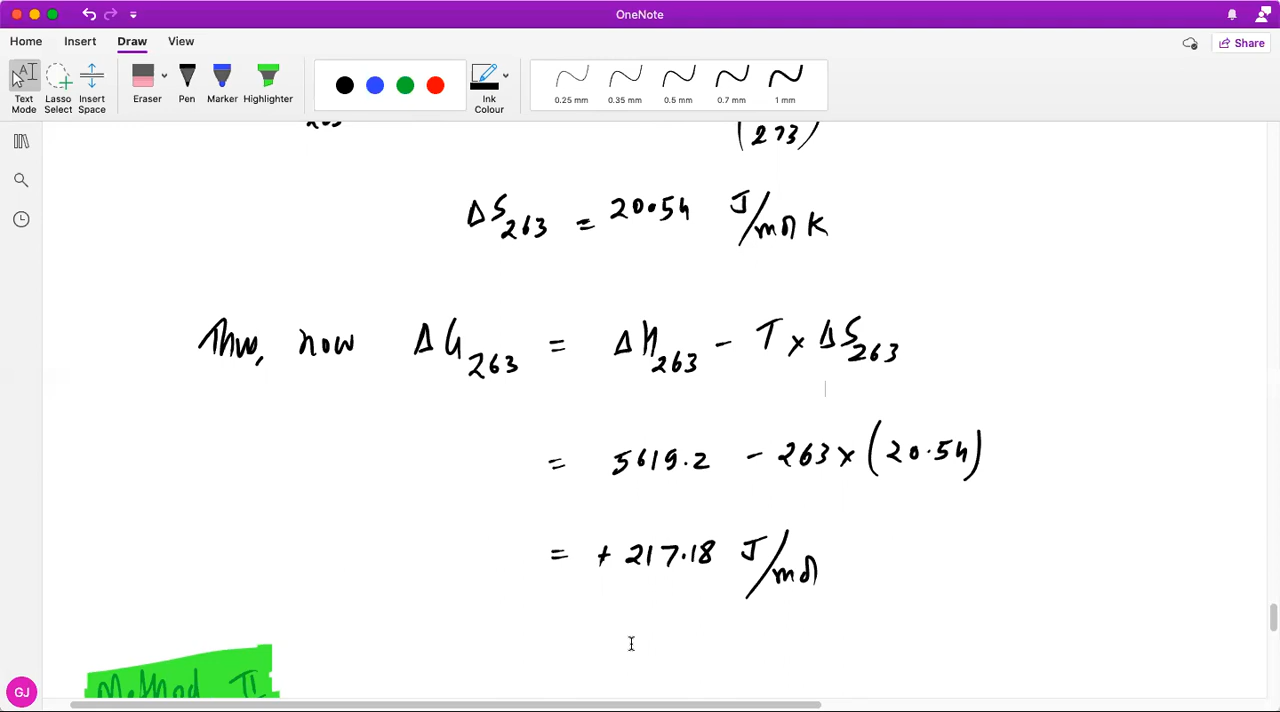 OneNote
Home Insert Draw View
Share
Text Mode
Lasso Select
Insert Space
Eraser
Pen
Marker
Highlighter
Ink Colour
0.25 mm
0.35 mm
0.5 mm
0.7 mm
1 mm
(273)
ΔS263 = 20.54 J/mol K
Thus, now ΔG263 = ΔH263 - T x ΔS263
= 5619.2 - 263 x (20.54)
= + 217.18 J/mol
Method II
GJ